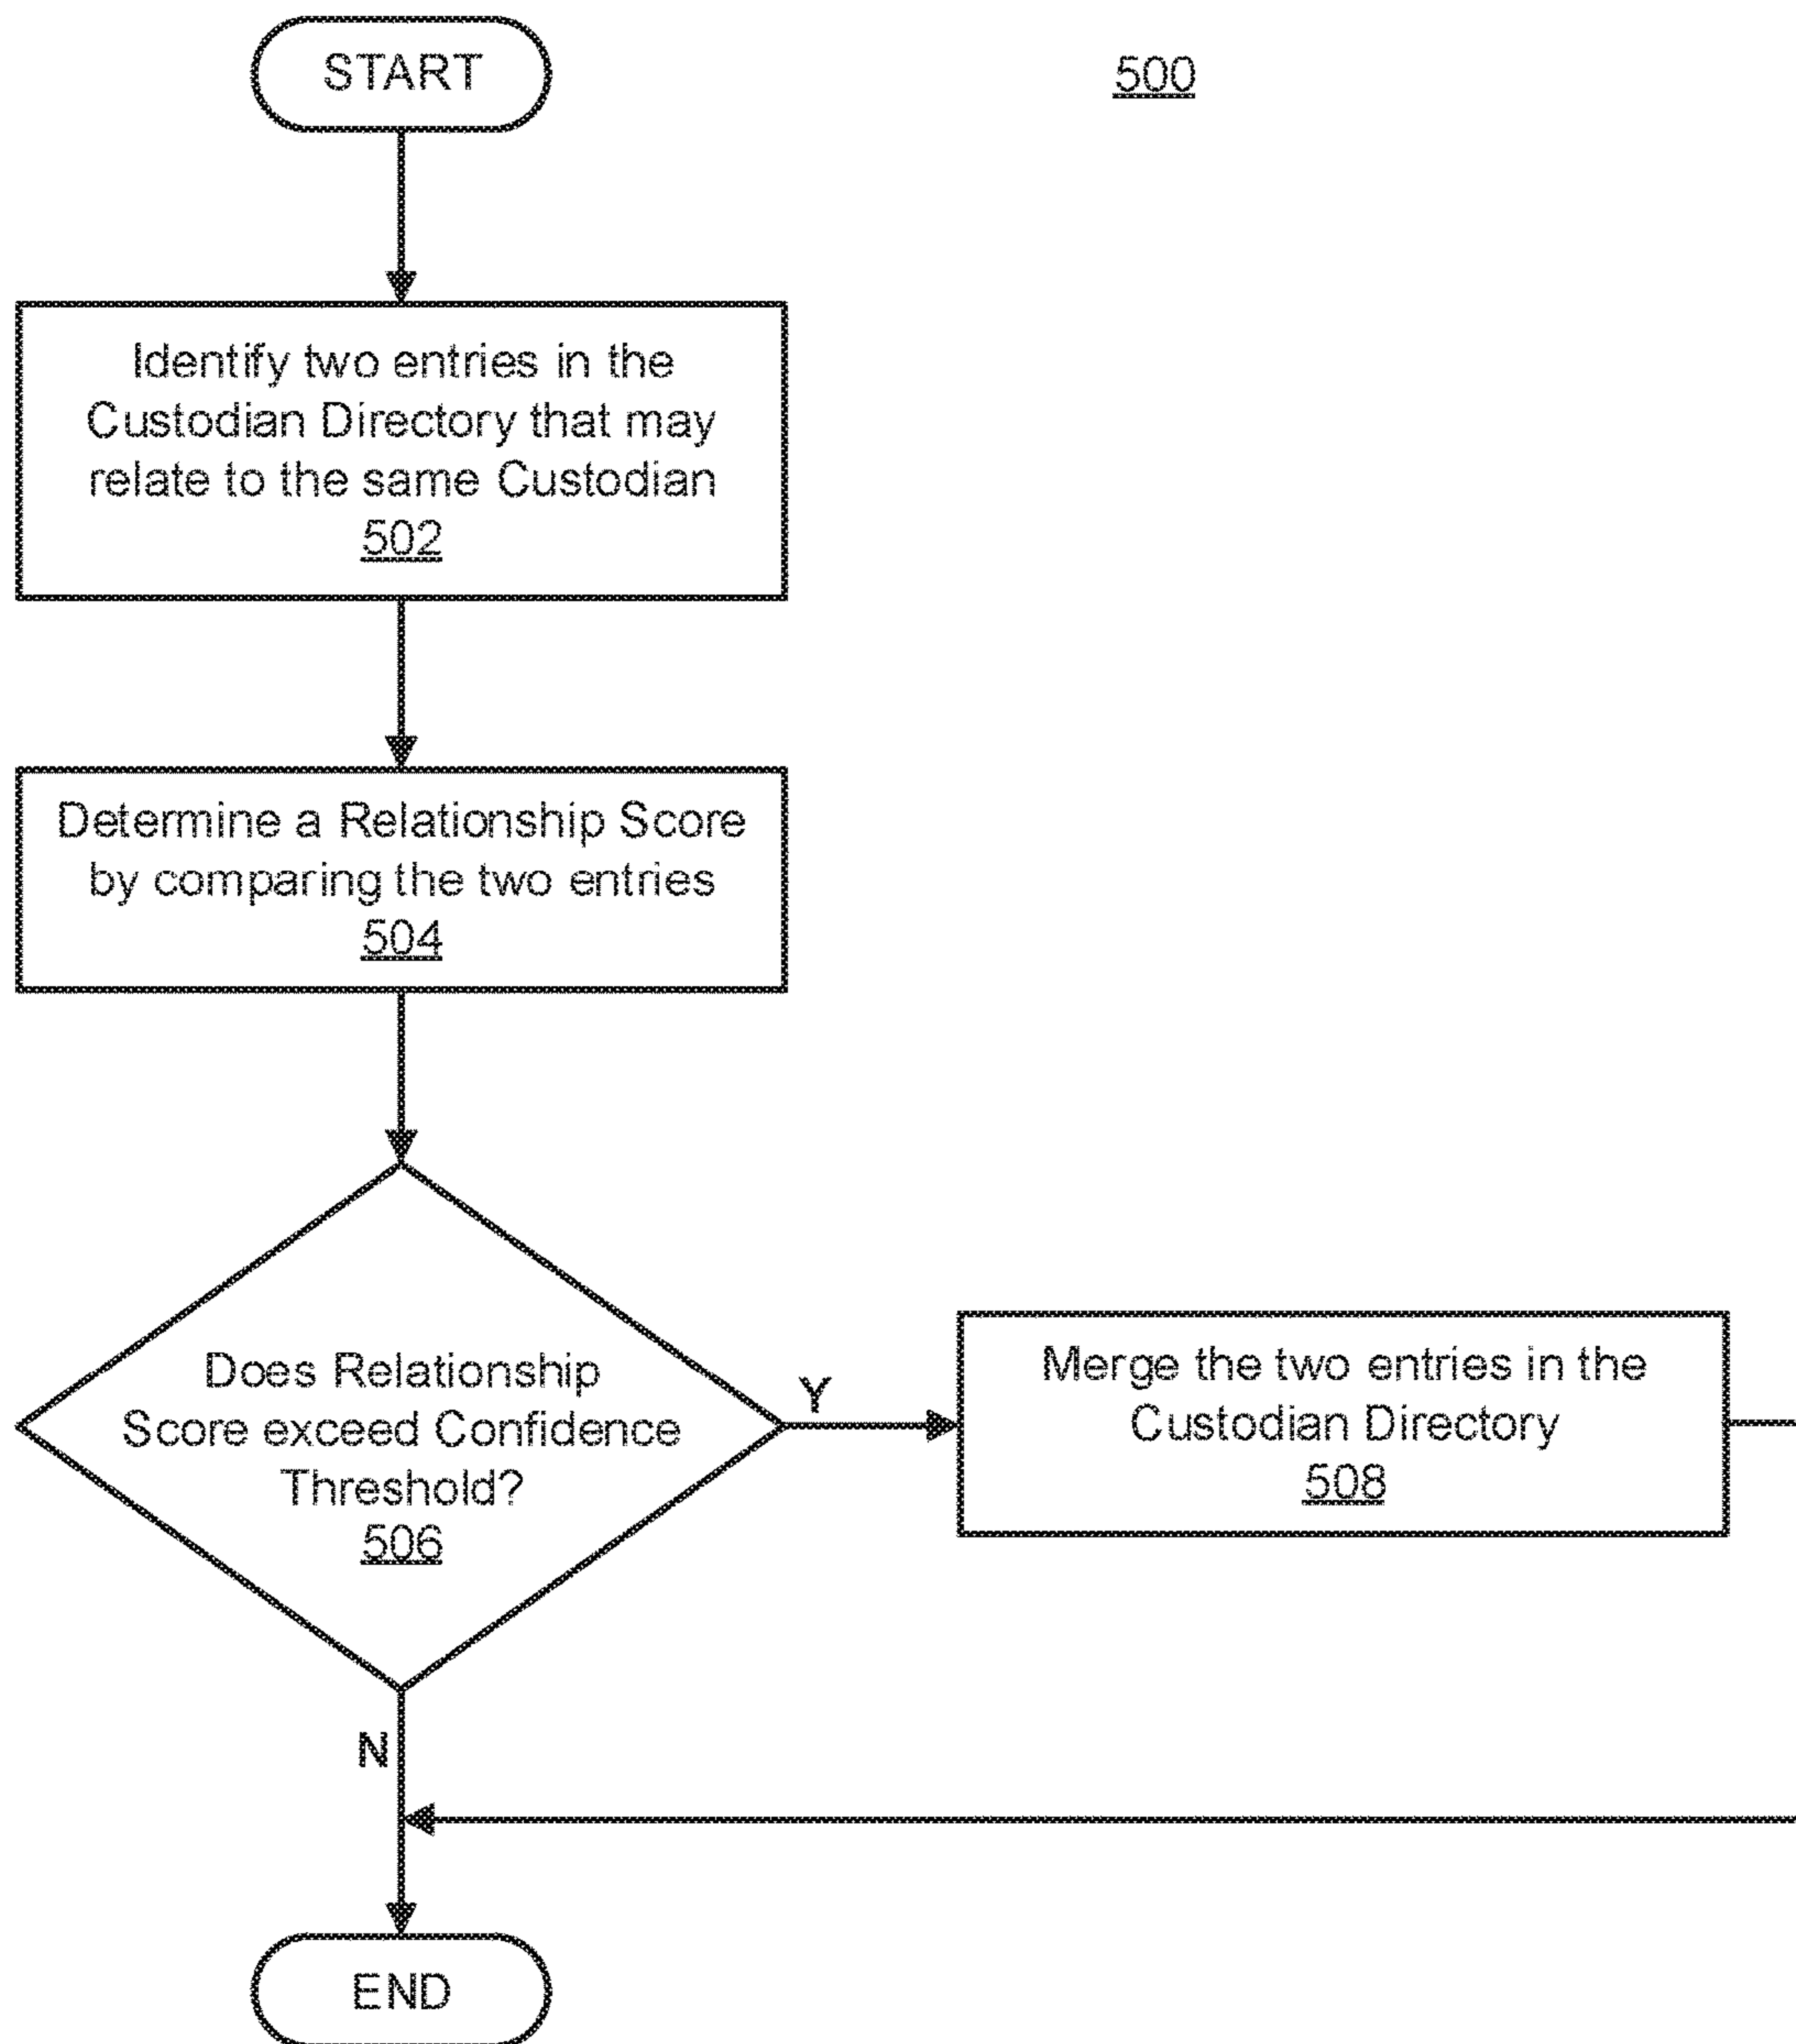 START
500
Identify two entries in the
Custodian Directory that may
relate to the same Custodian
502
Determine a Relationship Score
by comparing the two entries
504
Does Relationship
Score exceed Confidence
Threshold?
506
Y
Merge the two entries in the
Custodian Directory
508
N
END